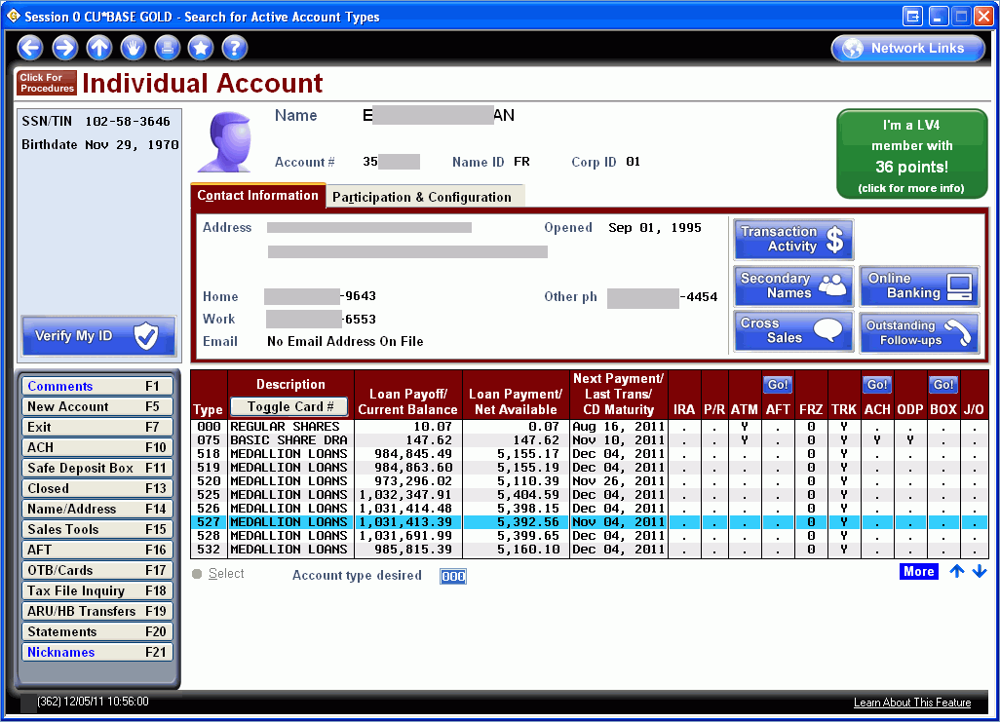 Session 0 CU*BASE GOLD - Search for Active Account Types
Network Links
Click For
Procedures
Individual Account
SSN/TIN 102-58-3646
Birthdate Nov 29, 1970
Verify My ID
Name E AN
Account # 35 Name ID FR Corp ID 01
I'm a LV4
member with
36 points!
(click for more info)
Contact Information Participation & Configuration
Address Opened Sep 01, 1995
Home -9643 Other ph -4454
Work -6553
Email No Email Address On File
Transaction
Activity $
Secondary
Names
Online
Banking
Cross
Sales
Outstanding
Follow-ups
Comments F1
New Account F5
Exit F7
ACH F10
Safe Deposit Box F11
Closed F13
Name/Address F14
Sales Tools F15
AFT F16
OTB/Cards F17
Tax File Inquiry F18
ARU/HB Transfers F19
Statements F20
Nicknames F21
Type Description Toggle Card # Loan Payoff/ Current Balance Loan Payment/ Net Available Next Payment/ Last Trans/ CD Maturity IRA P/R ATM Go! AFT FRZ TRK Go! ACH ODP Go! BOX J/O
000 REGULAR SHARES 10.07 0.07 Aug 16, 2011 . . Y . 0 Y . . . .
075 BASIC SHARE DRA 147.62 147.62 Nov 10, 2011 . . Y . 0 Y Y Y . .
518 MEDALLION LOANS 984,845.49 5,155.17 Dec 04, 2011 . . . . 0 Y . . . .
519 MEDALLION LOANS 984,863.60 5,155.19 Dec 04, 2011 . . . . 0 Y . . . .
520 MEDALLION LOANS 973,296.02 5,110.39 Nov 26, 2011 . . . . 0 Y . . . .
525 MEDALLION LOANS 1,032,347.91 5,404.59 Dec 04, 2011 . . . . 0 Y . . . .
526 MEDALLION LOANS 1,031,414.48 5,398.15 Dec 04, 2011 . . . . 0 Y . . . .
527 MEDALLION LOANS 1,031,413.39 5,392.56 Nov 04, 2011 . . . . 0 Y . . . .
528 MEDALLION LOANS 1,031,691.99 5,399.65 Dec 04, 2011 . . . . 0 Y . . . .
532 MEDALLION LOANS 985,815.39 5,160.10 Dec 04, 2011 . . . . 0 Y . . . .
Select Account type desired 000 More
(362) 12/05/11 10:56:00
Learn About This Feature